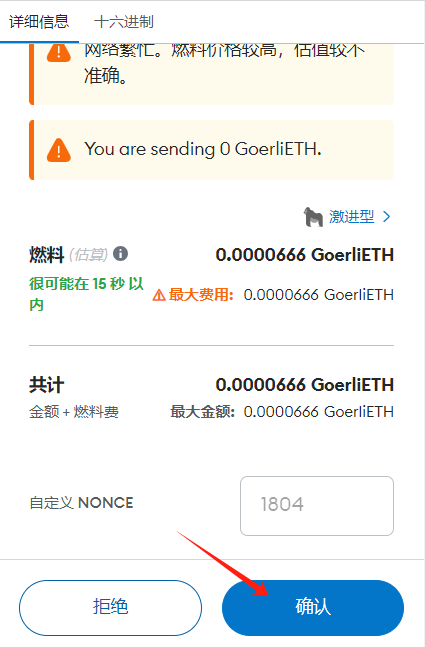 详细信息 十六进制
网络繁忙。燃料价格较高，估值较不
准确。
You are sending 0 GoerliETH.
激进型
燃料 (估算) 0.0000666 GoerliETH
很可能在 15 秒 以
内
最大费用: 0.0000666 GoerliETH
共计 0.0000666 GoerliETH
金额 + 燃料费 最大金额: 0.0000666 GoerliETH
自定义 NONCE 1804
拒绝 确认